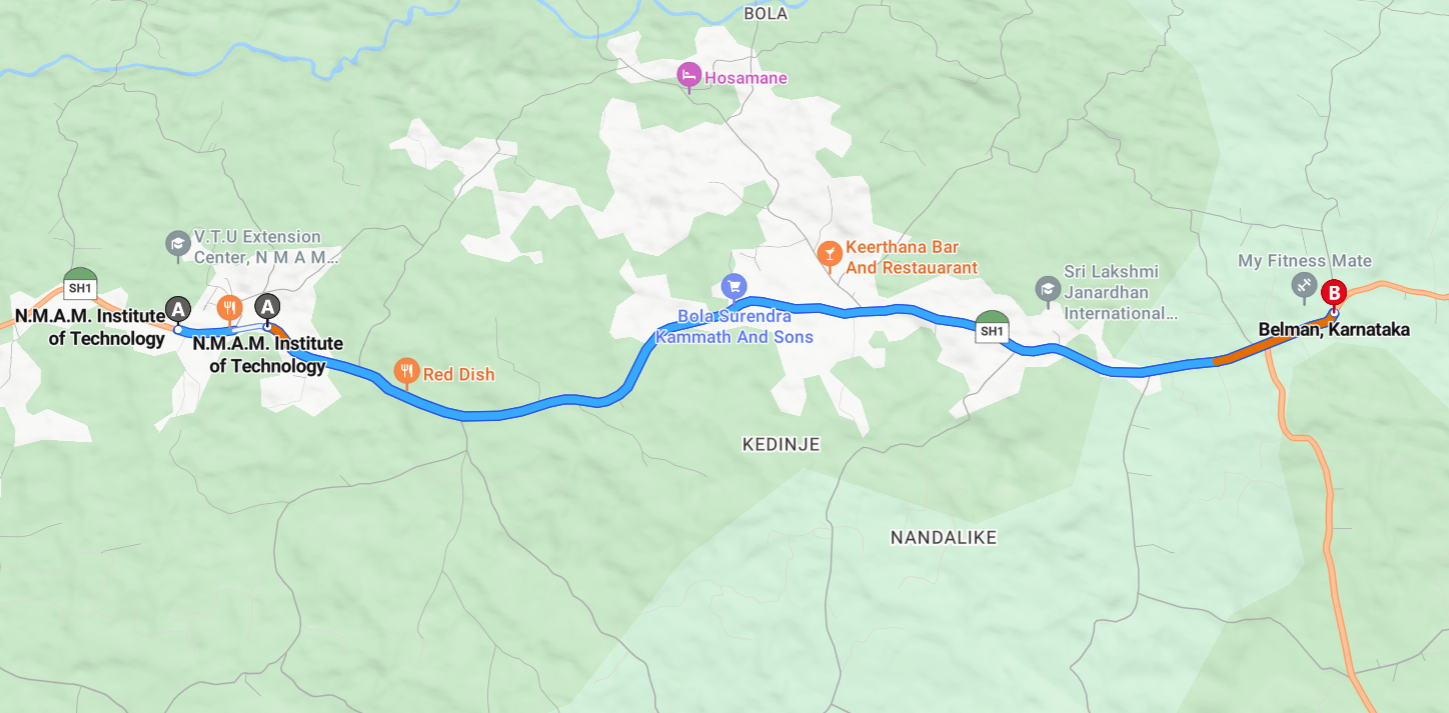 BOLA
Hosamane
V.T.U Extension
Center, N M A M...
Keerthana Bar
And Restauarant
My Fitness Mate
Sri Lakshmi
Janardhan
International...
SH1
A
A
B
N.M.A.M. Institute
of Technology
N.M.A.M. Institute
of Technology
Bola Surendra
Kammath And Sons
SH1
Belman, Karnataka
Red Dish
KEDINJE
NANDALIKE